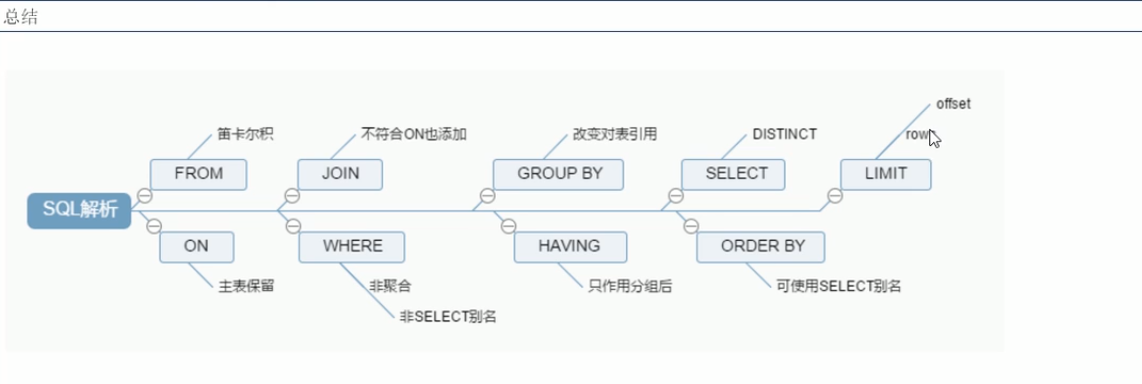 总结
offset
笛卡尔积
不符合ON也添加
改变对表引用
DISTINCT
FROM
JOIN
GROUP BY
SELECT
LIMIT
SQL解析
ON
WHERE
HAVING
ORDER BY
主表保留
非聚合
只作用分组后
可使用SELECT别名
非SELECT别名